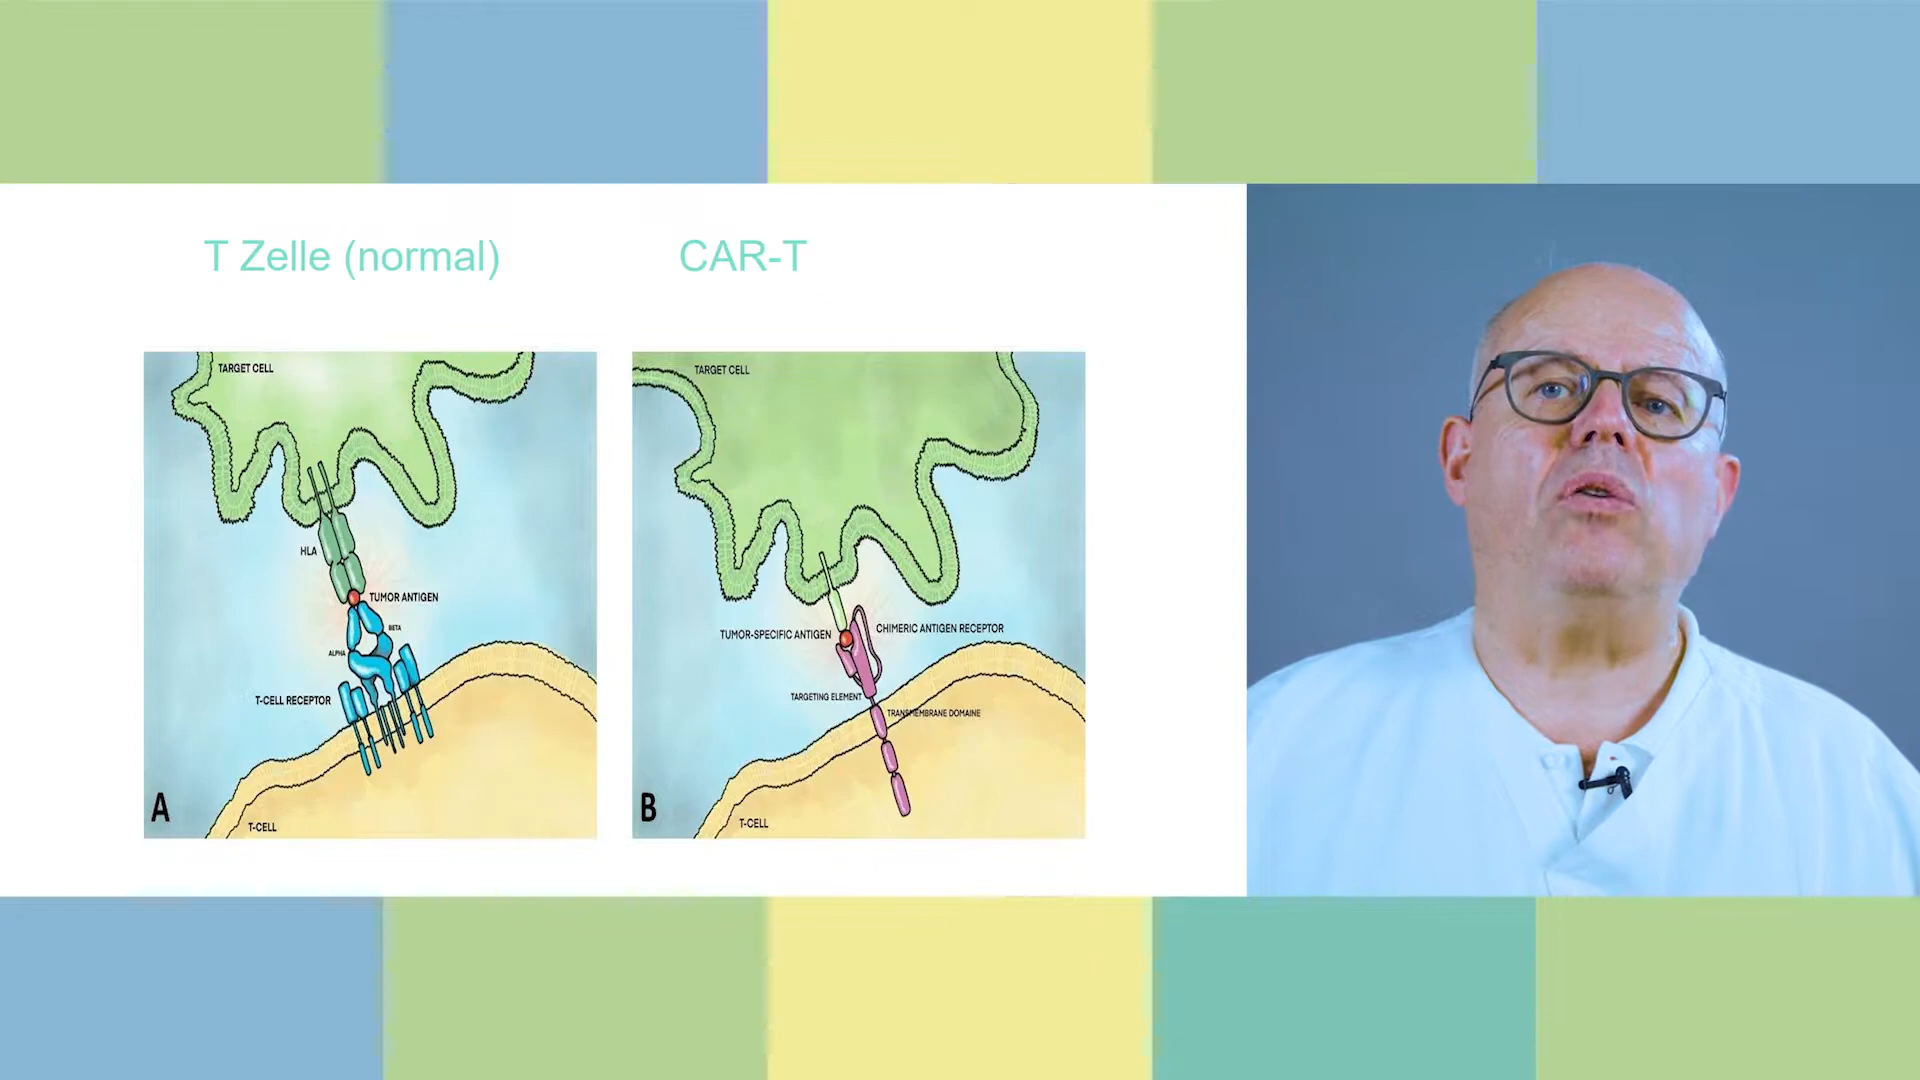 T Zelle (normal)
CAR-T
TARGET CELL
HLA
TUMOR ANTIGEN
BETA
ALPHA
T-CELL RECEPTOR
A
T-CELL
TARGET CELL
TUMOR-SPECIFIC ANTIGEN
CHIMERIC ANTIGEN RECEPTOR
TARGETING ELEMENT
TRANSMEMBRANE DOMAINE
B
T-CELL